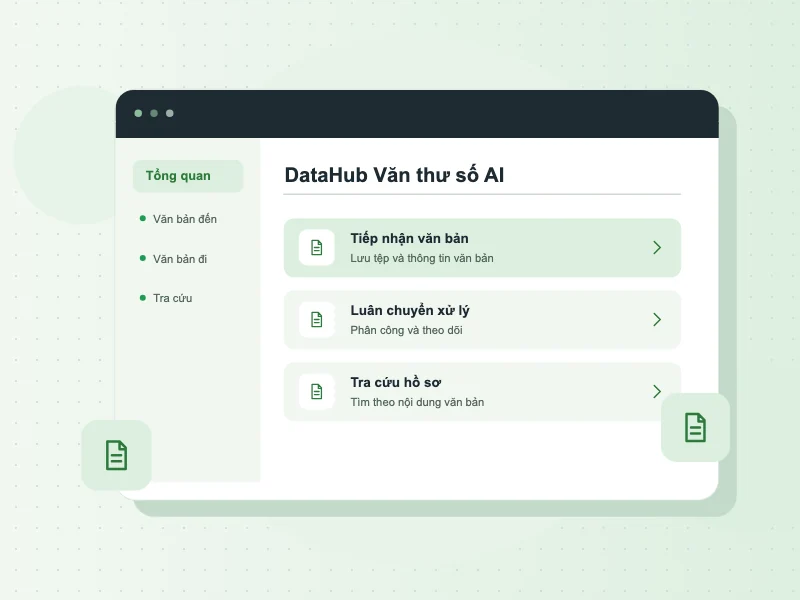 Tổng quan
Văn bản đến
Văn bản đi
Tra cứu
DataHub Văn thư số AI
Tiếp nhận văn bản
Lưu tệp và thông tin văn bản
Luân chuyển xử lý
Phân công và theo dõi
Tra cứu hồ sơ
Tìm theo nội dung văn bản